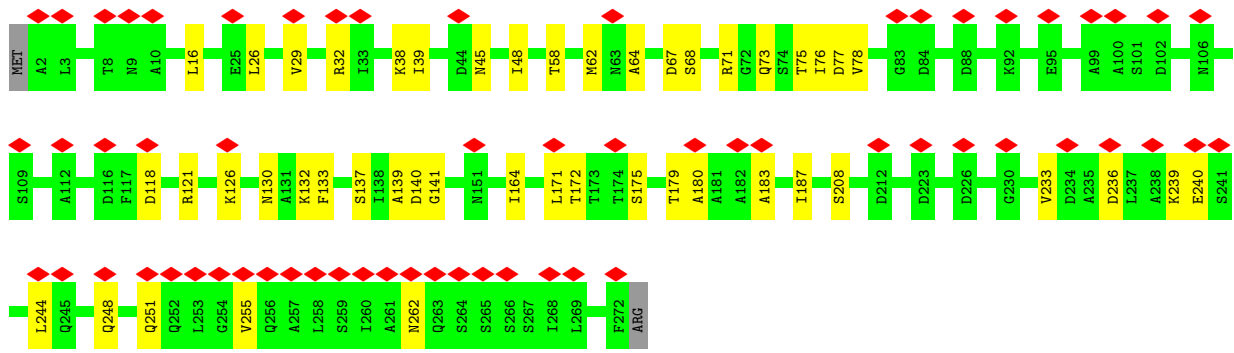 MET A2 L3 T8 N9 A10 L16 E25 L26 V29 R32 I33 K38 I39 D44 N45 I48 T58 M62 N63 A64 D67 S68 R71 G72 Q73 S74 T75 I76 D77 V78 G83 D84 D88 K92 E95 A99 A100 S101 D102 N106
S109 A112 D116 F117 D118 R121 K126 N130 A131 K132 F133 S137 I138 A139 D140 G141 N151 I164 L171 T172 T173 T174 S175 T179 A180 A181 A182 A183 I187 S208 D212 D223 D226 G230 V233 D234 A235 D236 L237 A238 K239 E240 S241
L244 Q245 Q248 Q251 Q252 L253 G254 V255 Q256 A257 L258 S259 I260 A261 N262 Q263 S264 S265 S266 S267 I268 L269 F272 ARG